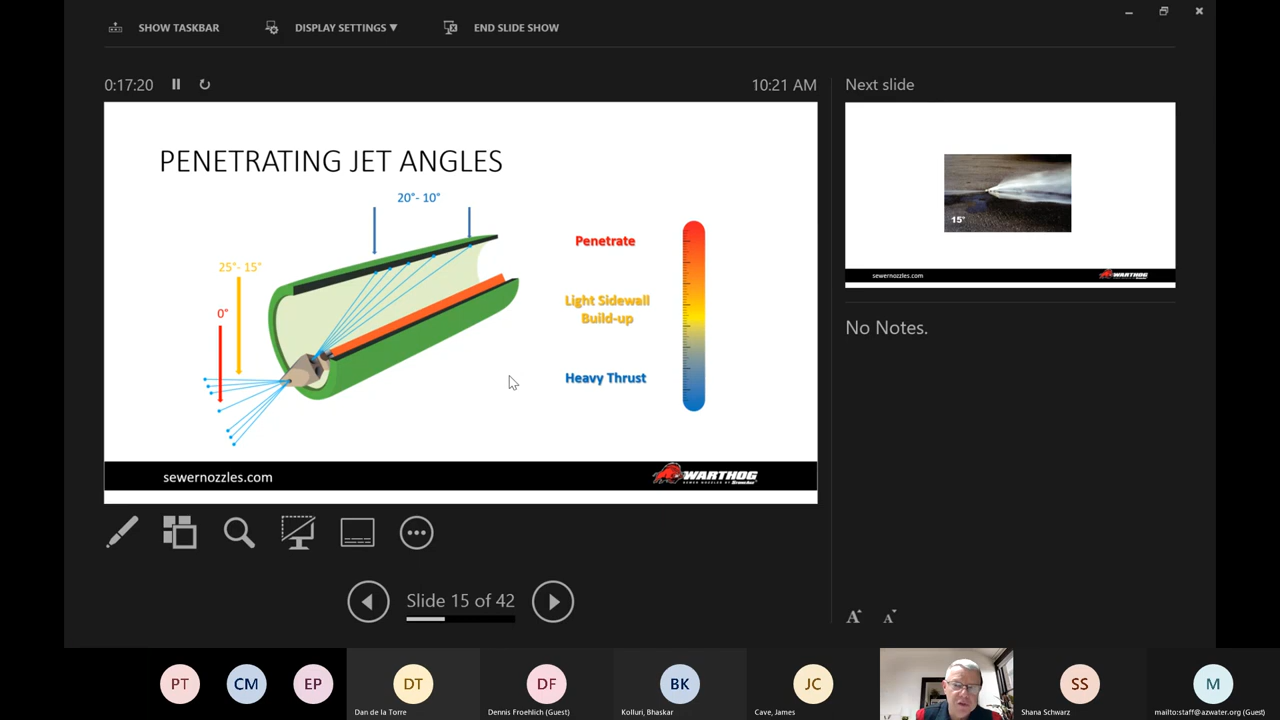 SHOW TASKBAR
DISPLAY SETTINGS ▼
END SLIDE SHOW
0:17:20
10:21 AM
Next slide
PENETRATING JET ANGLES
20°- 10°
25°- 15°
0°
Penetrate
Light Sidewall
Build-up
Heavy Thrust
sewernozzles.com
WARTHOG
15°
sewernozzles.com
WARTHOG
No Notes.
Slide 15 of 42
A A
PT
CM
EP
DT
Dan de la Torre
DF
Dennis Froehlich (Guest)
BK
Kolluri, Bhaskar
JC
Cave, James
SS
Shana Schwarz
M
mailto:staff@azwater.org (Guest)